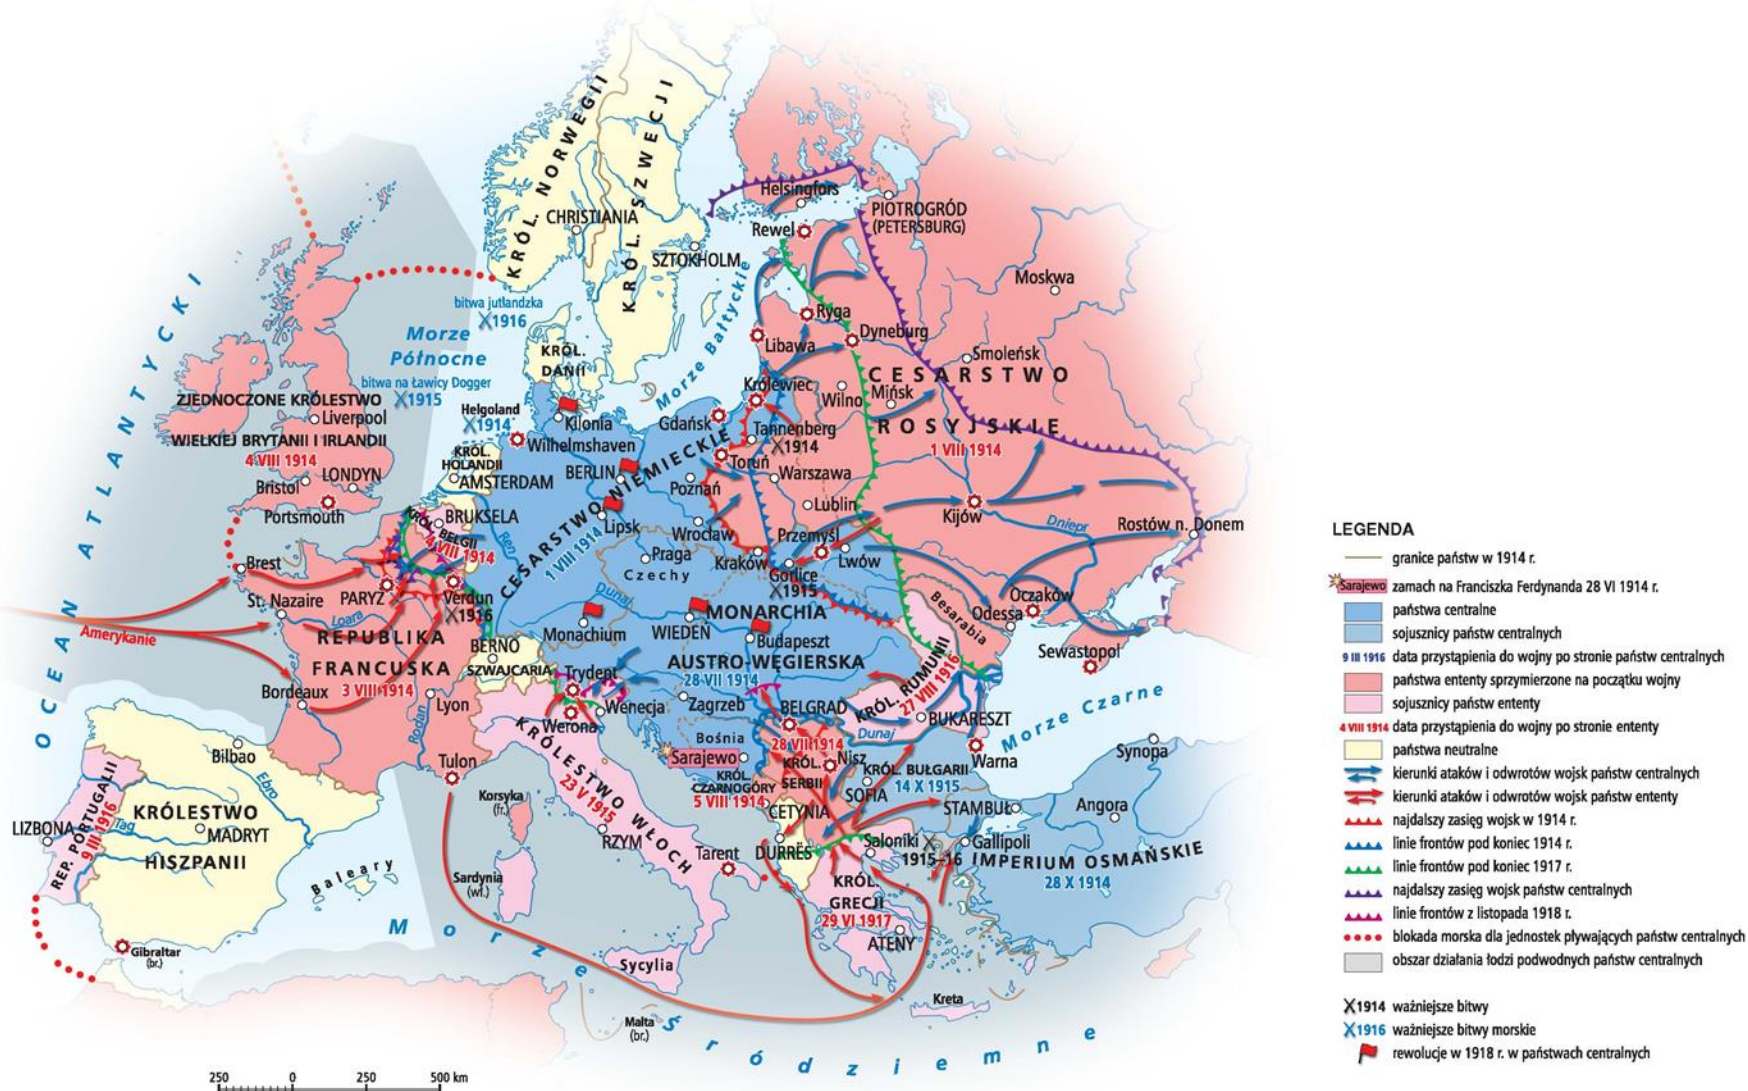 KRÓL. NORWEGII
KRÓL. SZWECJI
CHRISTIANIA
SZTOKHOLM
Helsingfors
Rewel
PIOTROGRÓD
(PETERSBURG)
Moskwa
OCEAN ATLANTYCKI
bitwa jutlandzka
1916
Morze
Północne
bitwa na Ławicy Dogger
1915
Morze Bałtyckie
KRÓL.
DANII
Ryga
Libawa
Dyneburg
Smoleńsk
CESARSTWO
ROSYJSKIE
1 VIII 1914
Mińsk
Wilno
Królewiec
Gdańsk
Tannenberg
1914
Toruń
Warszawa
Lublin
ZJEDNOCZONE KRÓLESTWO
Liverpool
WIELKIEJ BRYTANII I IRLANDII
4 VIII 1914
LONDYN
Bristol
Portsmouth
Helgoland
1914
Kilonia
Wilhelmshaven
KRÓL.
HOLANDII
AMSTERDAM
BERLIN
Poznań
CESARSTWO NIEMIECKIE
1 VIII 1914
Lipsk
Wrocław
Praga
Czechy
Ren
BRUKSELA
KRÓL. BELGII
4 VIII 1914
Kijów
Dniepr
Rostów n. Donem
Przemyśl
Lwów
Kraków
Gorlice
1915
Brest
St. Nazaire
PARYŻ
Verdun
1916
Loara
Amerykanie
REPUBLIKA
FRANCUSKA
3 VIII 1914
Bordeaux
Lyon
Rodan
BERNO
SZWAJCARIA
Dunaj
Monachium
WIEDEŃ
MONARCHIA
Budapeszt
AUSTRO-WĘGIERSKA
28 VII 1914
Besarabia
Odessa
Oczaków
Sewastopol
Trydent
Wenecja
Werona
Zagrzeb
Bośnia
Sarajewo
BELGRAD
28 VII 1914
KRÓL.
SERBII
Nisz
KRÓL. RUMUNII
27 VIII 1916
BUKARESZT
Dunaj
Warna
Morze Czarne
Synopa
KRÓL. BUŁGARII
14 X 1915
SOFIA
KRÓL.
CZARNOGÓRY
5 VIII 1914
CETYNIA
DURRËS
STAMBUŁ
Angora
Gallipoli
Saloniki
1915–16
IMPERIUM OSMAŃSKIE
28 X 1914
Bilbao
Ebro
KRÓLESTWO
MADRYT
HISZPANII
LIZBONA
Tag
REP. PORTUGALII
9 III 1916
Baleary
Gibraltar
(br.)
Tulon
Korsyka
(fr.)
Sardynia
(wł.)
KRÓLESTWO WŁOCH
23 V 1915
RZYM
Tarent
Sycylia
Malta
(br.)
KRÓL.
GRECJI
29 VI 1917
ATENY
Kreta
Morze Śródziemne
250 0 250 500 km
LEGENDA
granice państw w 1914 r.
Sarajewo zamach na Franciszka Ferdynanda 28 VI 1914 r.
państwa centralne
sojusznicy państw centralnych
9 III 1916 data przystąpienia do wojny po stronie państw centralnych
państwa ententy sprzymierzone na początku wojny
sojusznicy państw ententy
4 VIII 1914 data przystąpienia do wojny po stronie ententy
państwa neutralne
kierunki ataków i odwrotów wojsk państw centralnych
kierunki ataków i odwrotów wojsk państw ententy
najdalszy zasięg wojsk w 1914 r.
linie frontów pod koniec 1914 r.
linie frontów pod koniec 1917 r.
najdalszy zasięg wojsk państw centralnych
linie frontów z listopada 1918 r.
blokada morska dla jednostek pływających państw centralnych
obszar działania łodzi podwodnych państw centralnych
1914 ważniejsze bitwy
1916 ważniejsze bitwy morskie
rewolucje w 1918 r. w państwach centralnych